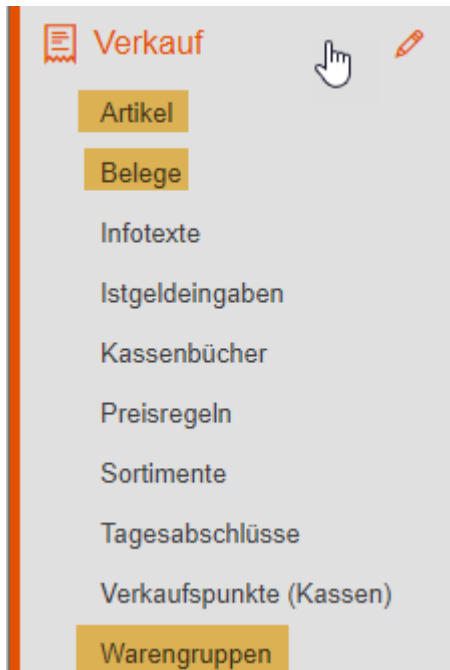 Verkauf
Artikel
Belege
Infotexte
Istgeldeingaben
Kassenbücher
Preisregeln
Sortimente
Tagesabschlüsse
Verkaufspunkte (Kassen)
Warengruppen